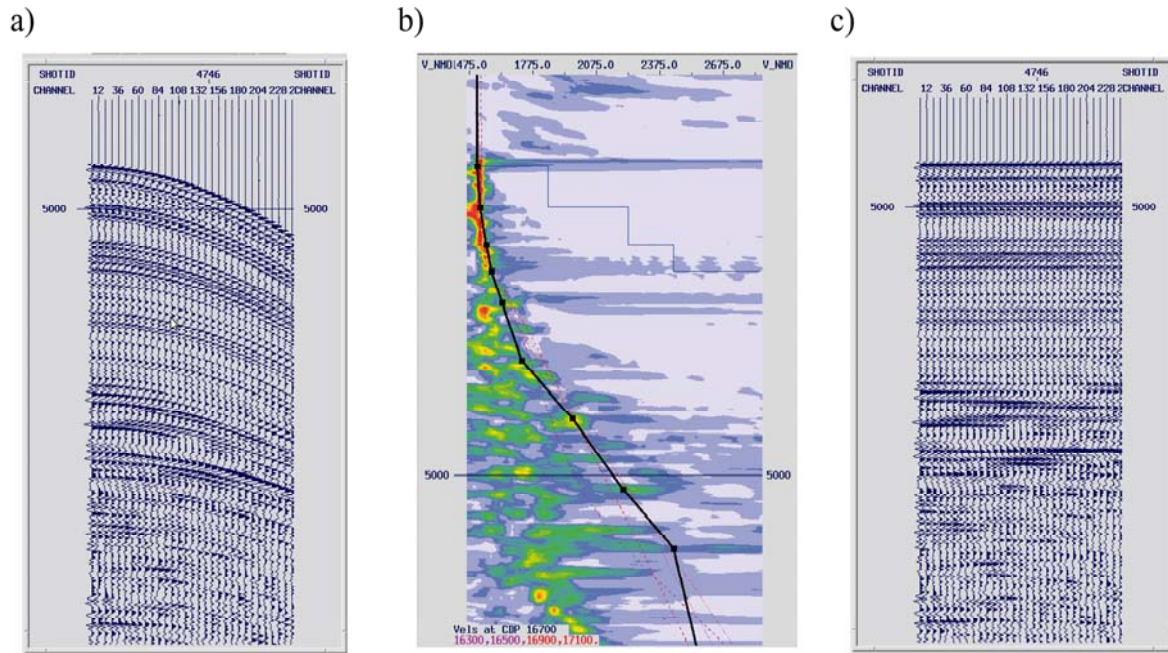 a)
b)
c)
SHOTID 4746 SHOTID
CHANNEL 12 36 60 84 108 132 156 180 204 228 2CHANNEL
5000 5000
V_NMO1475.0 1775.0 2075.0 2375.0 2675.0 V_NMO
5000 5000
Vels at CDP 16700
16300,16500,16900,17100.
SHOTID 4746 SHOTID
CHANNEL 12 36 60 84 108 132 156 180 204 228 2CHANNEL
5000 5000